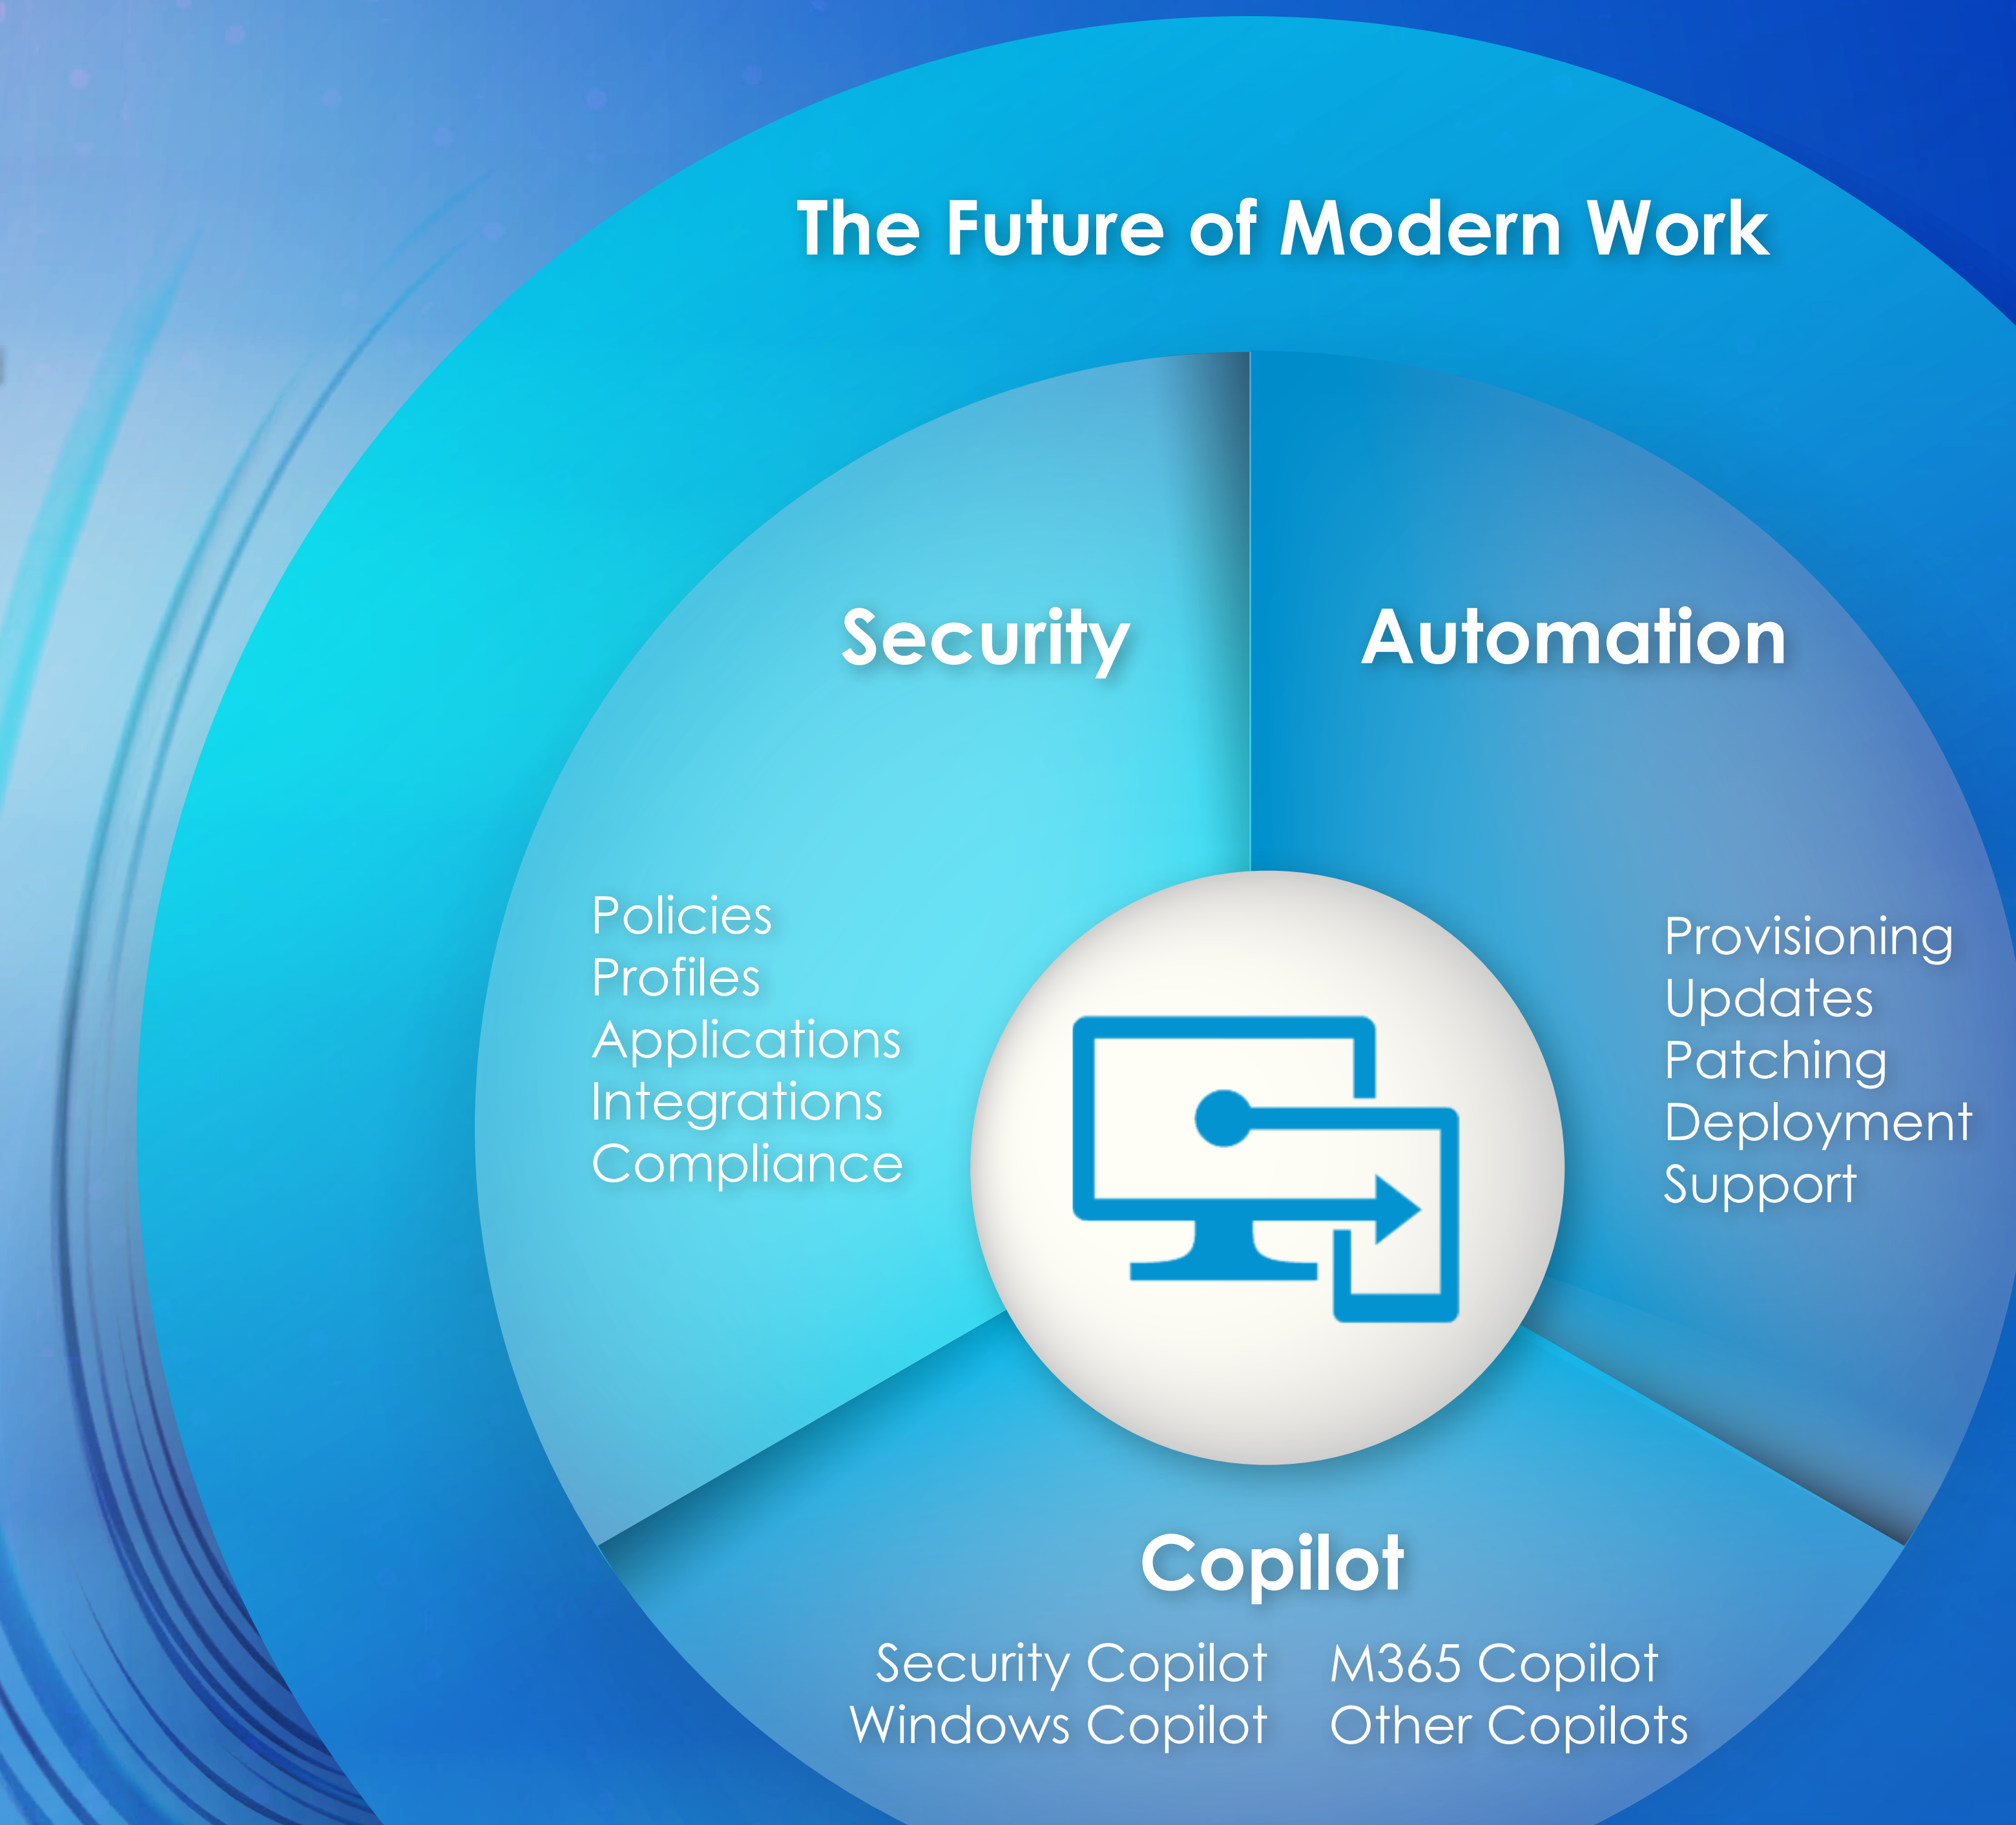 The Future of Modern Work
Security
Automation
Policies
Profiles
Applications
Integrations
Compliance
Provisioning
Updates
Patching
Deployment
Support
Copilot
Security Copilot
Windows Copilot
M365 Copilot
Other Copilots